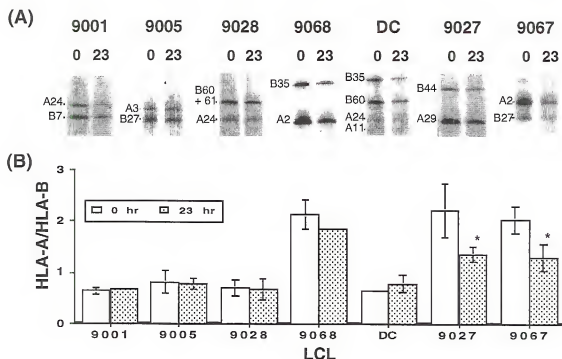 (A)
9001 9005 9028 9068 DC 9027 9067
0 23 0 23 0 23 0 23 0 23 0 23 0 23
A24 B7 A3 B27 B60 + 61 A24 B35 A2 B35 B60 A24 A11 B44 A29 A2 B27
(B)
HLA-A/HLA-B
3
2
1
0
0 hr 23 hr
* *
9001 9005 9028 9068 DC 9027 9067
LCL